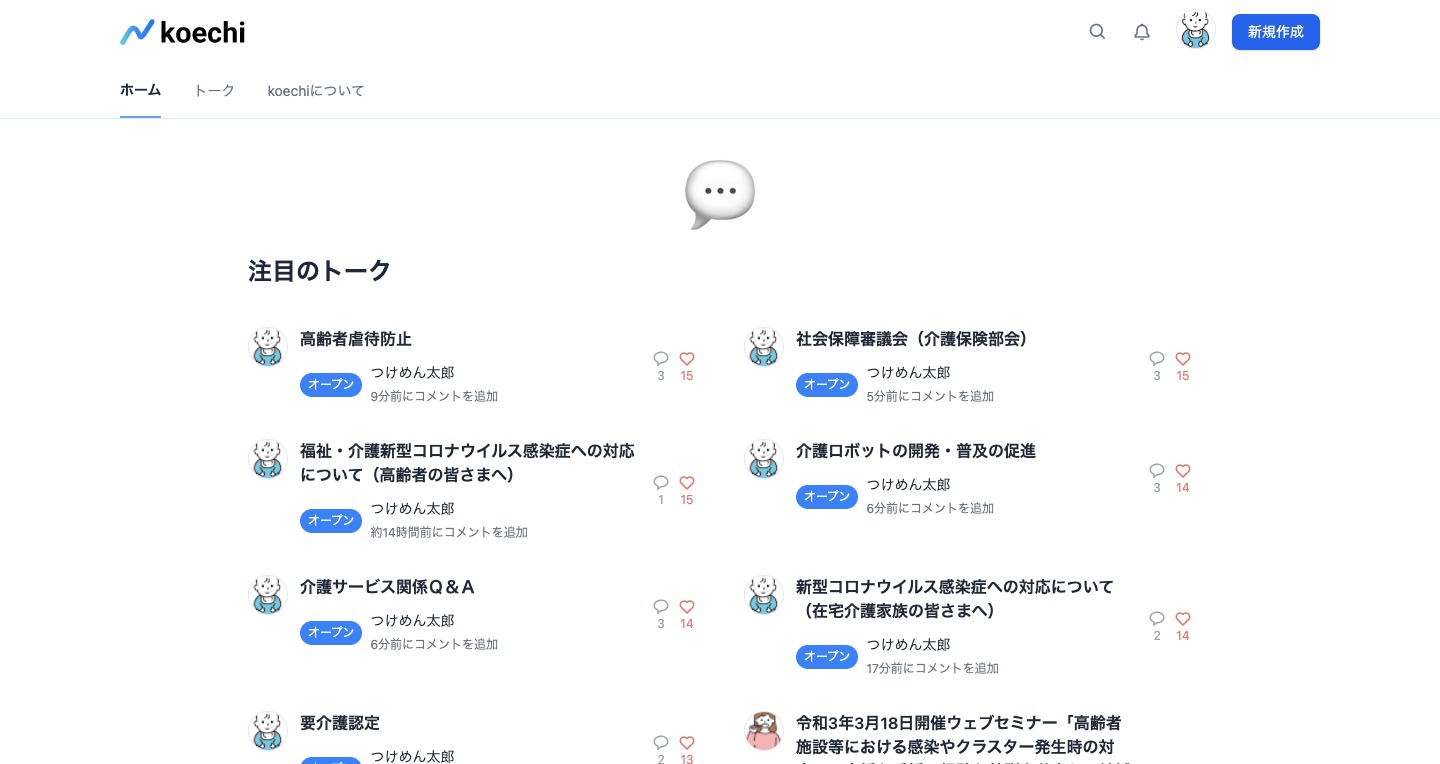 koechi
新規作成
ホーム トーク koechiについて
注目のトーク
高齢者虐待防止
オープン
つけめん太郎
9分前にコメントを追加
3 15
社会保障審議会（介護保険部会）
オープン
つけめん太郎
5分前にコメントを追加
3 15
福祉・介護新型コロナウイルス感染症への対応
について（高齢者の皆さまへ）
オープン
つけめん太郎
約14時間前にコメントを追加
1 15
介護ロボットの開発・普及の促進
オープン
つけめん太郎
6分前にコメントを追加
3 14
介護サービス関係Ｑ＆Ａ
オープン
つけめん太郎
6分前にコメントを追加
3 14
新型コロナウイルス感染症への対応について
（在宅介護家族の皆さまへ）
オープン
つけめん太郎
17分前にコメントを追加
2 14
要介護認定
つけめん太郎
2 13
令和3年3月18日開催ウェブセミナー「高齢者
施設等における感染やクラスター発生時の対